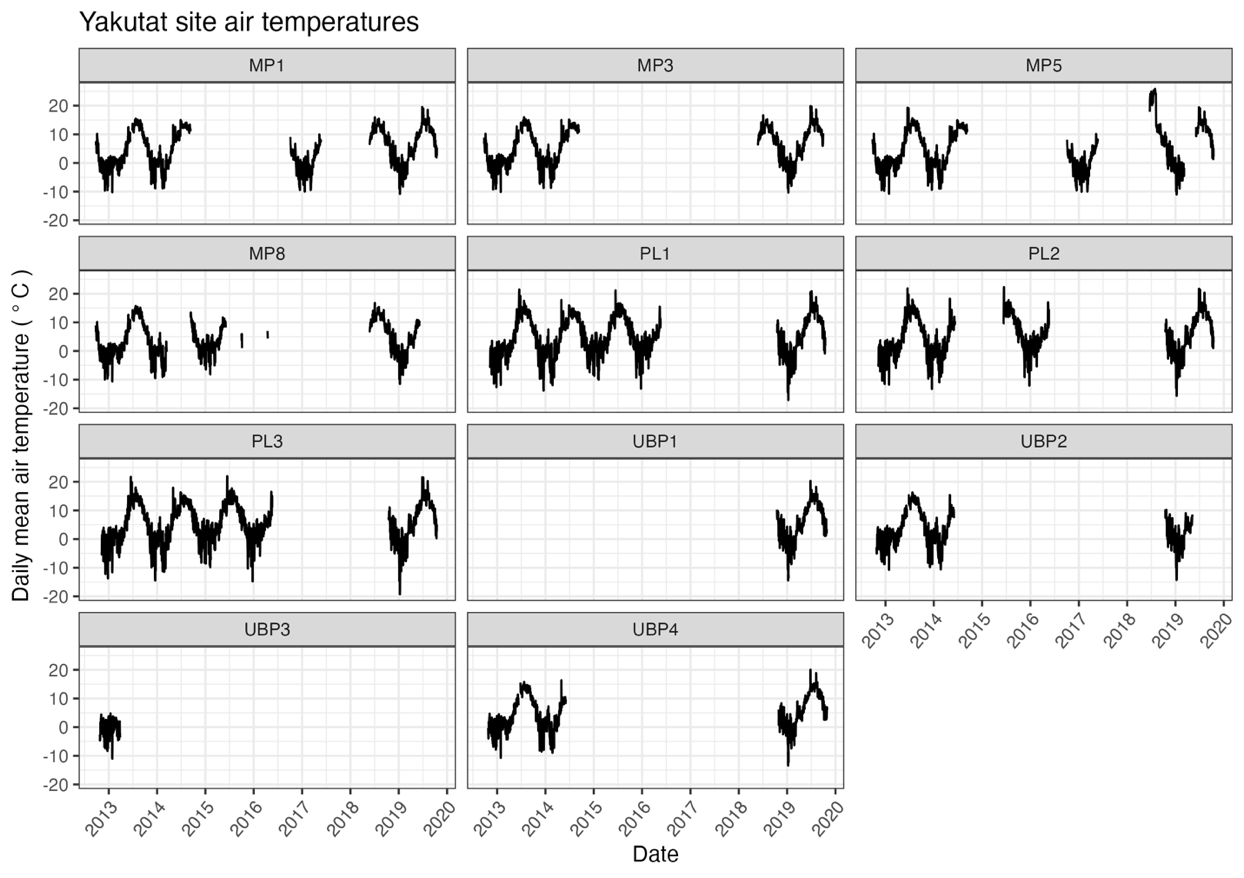 Yakutat site air temperatures
MP1 MP3 MP5
20
10
0
-10
-20
MP8 PL1 PL2
20
10
0
-10
-20
PL3 UBP1 UBP2
20
10
0
-10
-20
2013 2014 2015 2016 2017 2018 2019 2020
UBP3 UBP4
20
10
0
-10
-20
2013 2014 2015 2016 2017 2018 2019 2020 2013 2014 2015 2016 2017 2018 2019 2020
Date
Daily mean air temperature ( ° C )